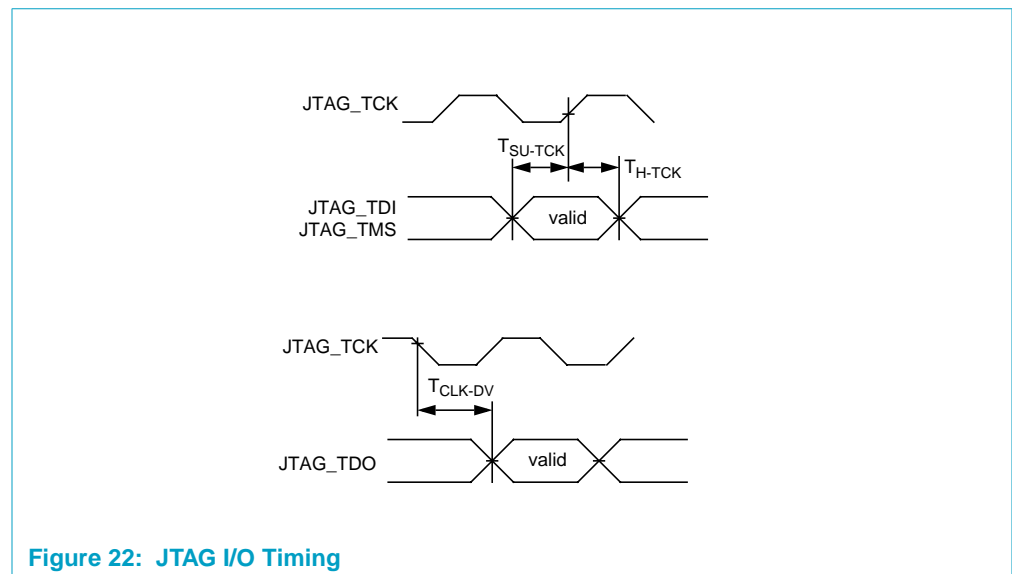 JTAG_TCK
TSU-TCK
TH-TCK
JTAG_TDI
JTAG_TMS
valid
JTAG_TCK
TCLK-DV
JTAG_TDO
valid
Figure 22: JTAG I/O Timing